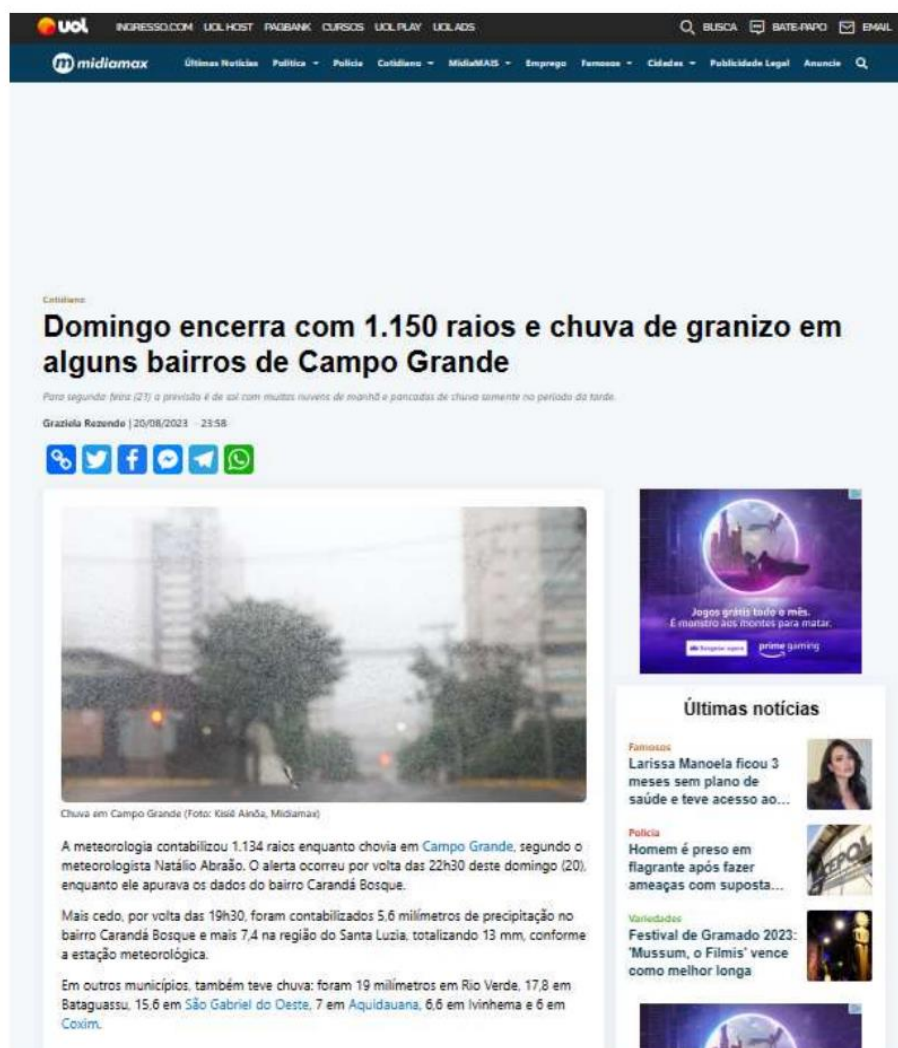 uol INGRESSO.COM UOL HOST PAGBANK CURSOS UOL PLAY UOL ADS BUSCA BATE-PAPO EMAIL
midiamax Últimas Notícias Política Polícia Cotidiano MidiaMAIS Emprego Famosos Cidades Publicidade Legal Anuncie
Cotidiano
Domingo encerra com 1.150 raios e chuva de granizo em
alguns bairros de Campo Grande
Para segunda-feira (21) a previsão é de sol com muitas nuvens de manhã e pancadas de chuva somente no período da tarde.
Graziela Rezende | 20/08/2023 - 23:58
Jogos grátis todo o mês.
É monstro aos montes para matar.
Resgate agora prime gaming
Chuva em Campo Grande (Foto: Kisiê Ainõa, Midiamax)
A meteorologia contabilizou 1.134 raios enquanto chovia em Campo Grande, segundo o
meteorologista Natálio Abraão. O alerta ocorreu por volta das 22h30 deste domingo (20),
enquanto ele apurava os dados do bairro Carandá Bosque.
Mais cedo, por volta das 19h30, foram contabilizados 5,6 milímetros de precipitação no
bairro Carandá Bosque e mais 7,4 na região do Santa Luzia, totalizando 13 mm, conforme
a estação meteorológica.
Em outros municípios, também teve chuva: foram 19 milímetros em Rio Verde, 17,8 em
Bataguassu, 15,6 em São Gabriel do Oeste, 7 em Aquidauana, 6,6 em Ivinhema e 6 em
Coxim.
Últimas notícias
Famosos
Larissa Manoela ficou 3
meses sem plano de
saúde e teve acesso ao...
Polícia
Homem é preso em
flagrante após fazer
ameaças com suposta...
CEPOL
Variedades
Festival de Gramado 2023:
'Mussum, o Filmis' vence
como melhor longa